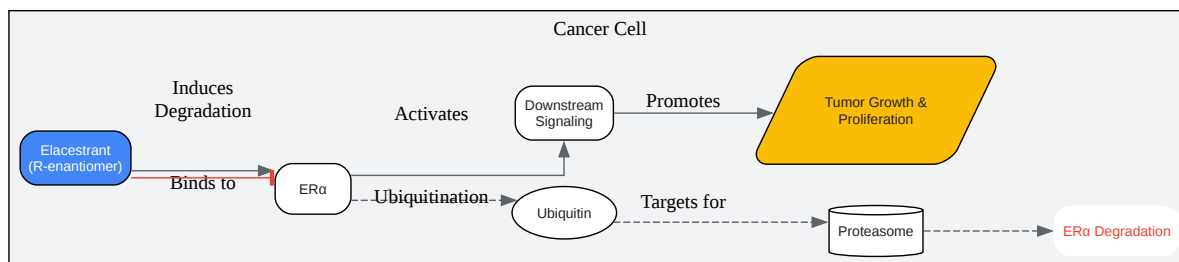 Cancer Cell
Induces
Degradation
Elacestrant
(R-enantiomer)
Binds to
ERα
Activates
Ubiquitination
Downstream
Signaling
Ubiquitin
Promotes
Targets for
Tumor Growth &
Proliferation
Proteasome
ERα Degradation